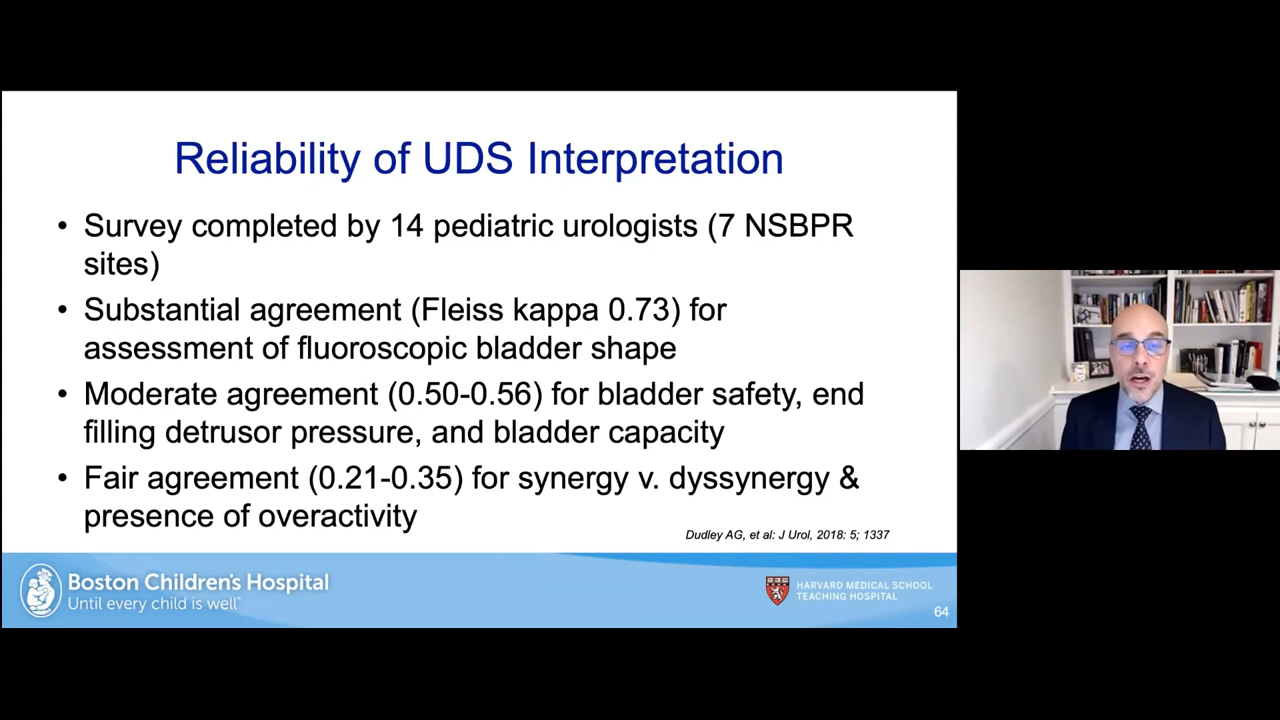 Reliability of UDS Interpretation
• Survey completed by 14 pediatric urologists (7 NSBPR
sites)
• Substantial agreement (Fleiss kappa 0.73) for
assessment of fluoroscopic bladder shape
• Moderate agreement (0.50-0.56) for bladder safety, end
filling detrusor pressure, and bladder capacity
• Fair agreement (0.21-0.35) for synergy v. dyssynergy &
presence of overactivity
Dudley AG, et al: J Urol, 2018: 5; 1337
Boston Children's Hospital
Until every child is well™
HARVARD MEDICAL SCHOOL
TEACHING HOSPITAL
64